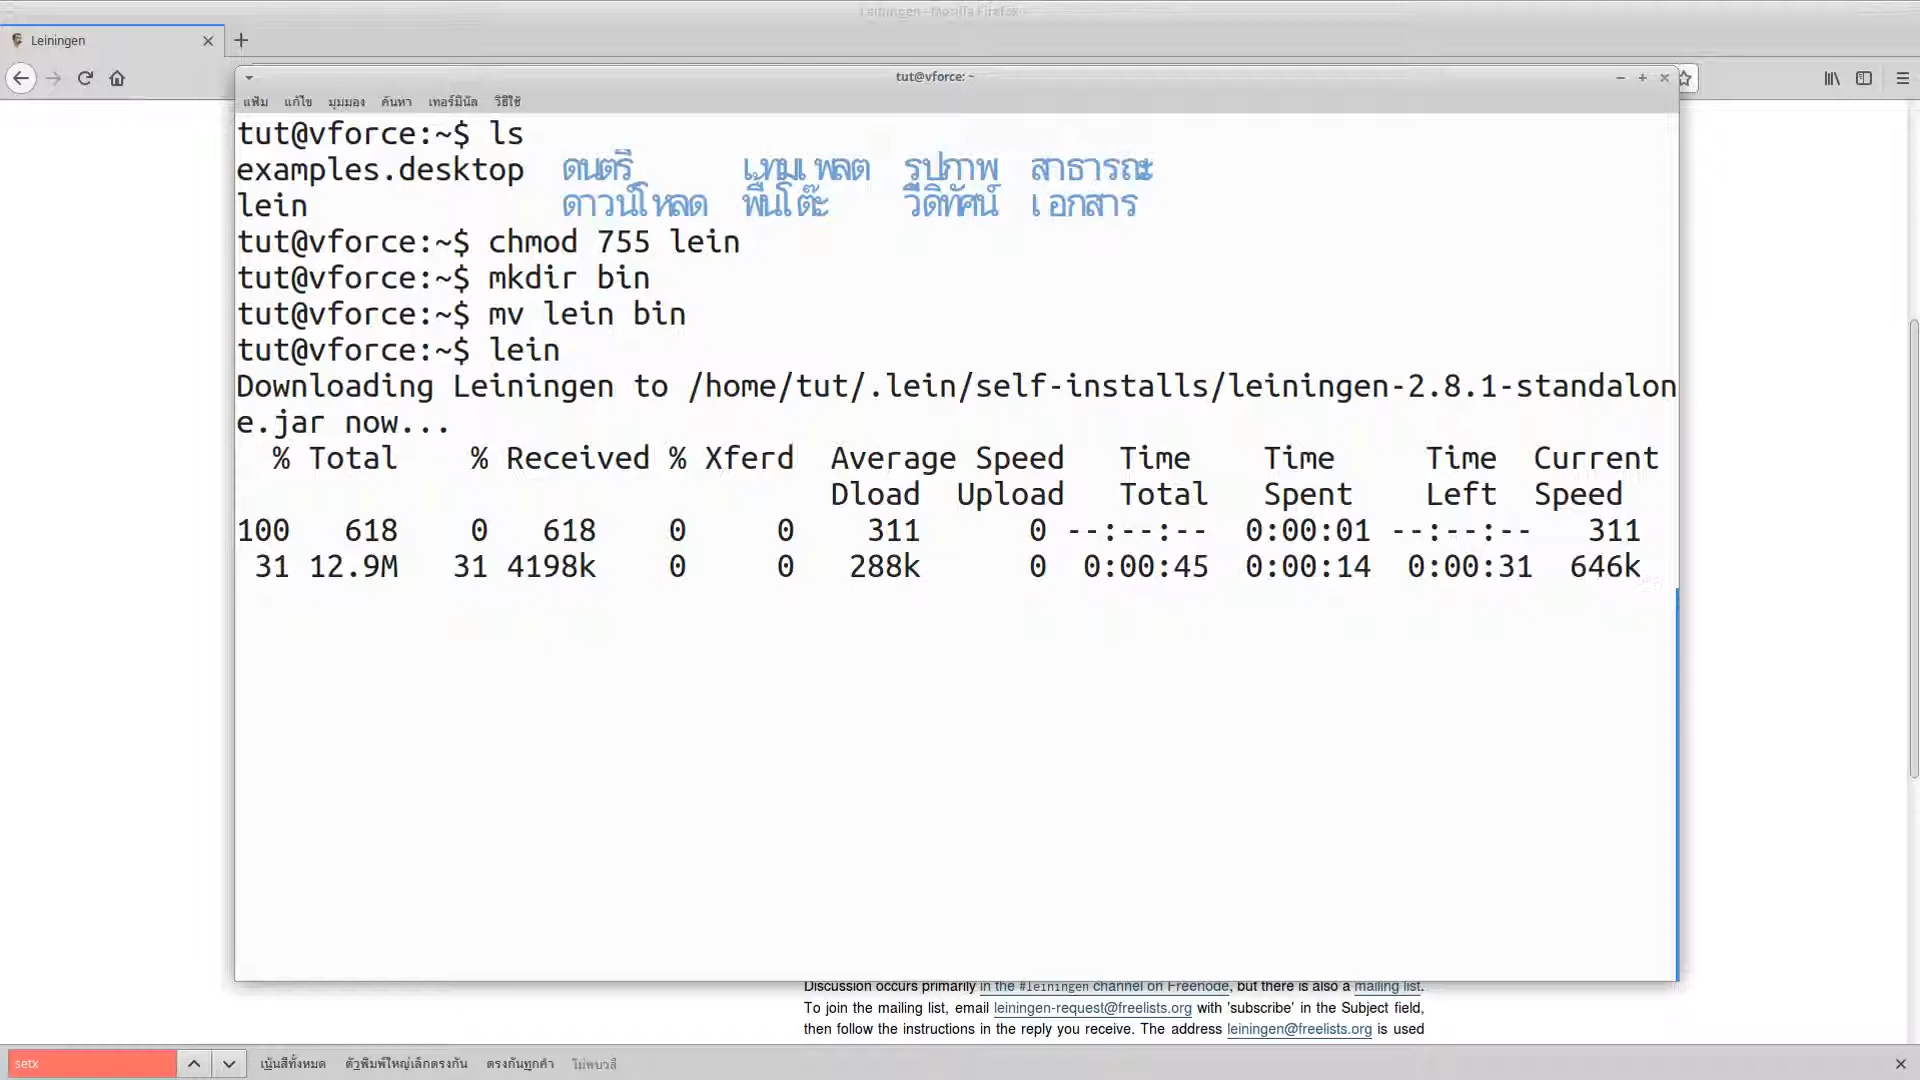 Leiningen - Mozilla Firefox
Leiningen
tut@vforce: ~
แฟ้ม แก้ไข มุมมอง ค้นหา เทอร์มินัล วิธีใช้
tut@vforce:~$ ls
examples.desktop ดนตรี เทมเพลต รูปภาพ สาธารณะ
lein ดาวน์โหลด พื้นโต๊ะ วีดิทัศน์ เอกสาร
tut@vforce:~$ chmod 755 lein
tut@vforce:~$ mkdir bin
tut@vforce:~$ mv lein bin
tut@vforce:~$ lein
Downloading Leiningen to /home/tut/.lein/self-installs/leiningen-2.8.1-standalon
e.jar now...
% Total % Received % Xferd Average Speed Time Time Time Current
Dload Upload Total Spent Left Speed
100 618 0 618 0 0 311 0 --:--:-- 0:00:01 --:--:-- 311
31 12.9M 31 4198k 0 0 288k 0 0:00:45 0:00:14 0:00:31 646k
Discussion occurs primarily in the #leiningen channel on Freenode, but there is also a mailing list.
To join the mailing list, email leiningen-request@freelists.org with 'subscribe' in the Subject field,
then follow the instructions in the reply you receive. The address leiningen@freelists.org is used
setx เน้นสีทั้งหมด ตัวพิมพ์ใหญ่เล็กตรงกัน ตรงกันทุกคำ ไม่พบวลี